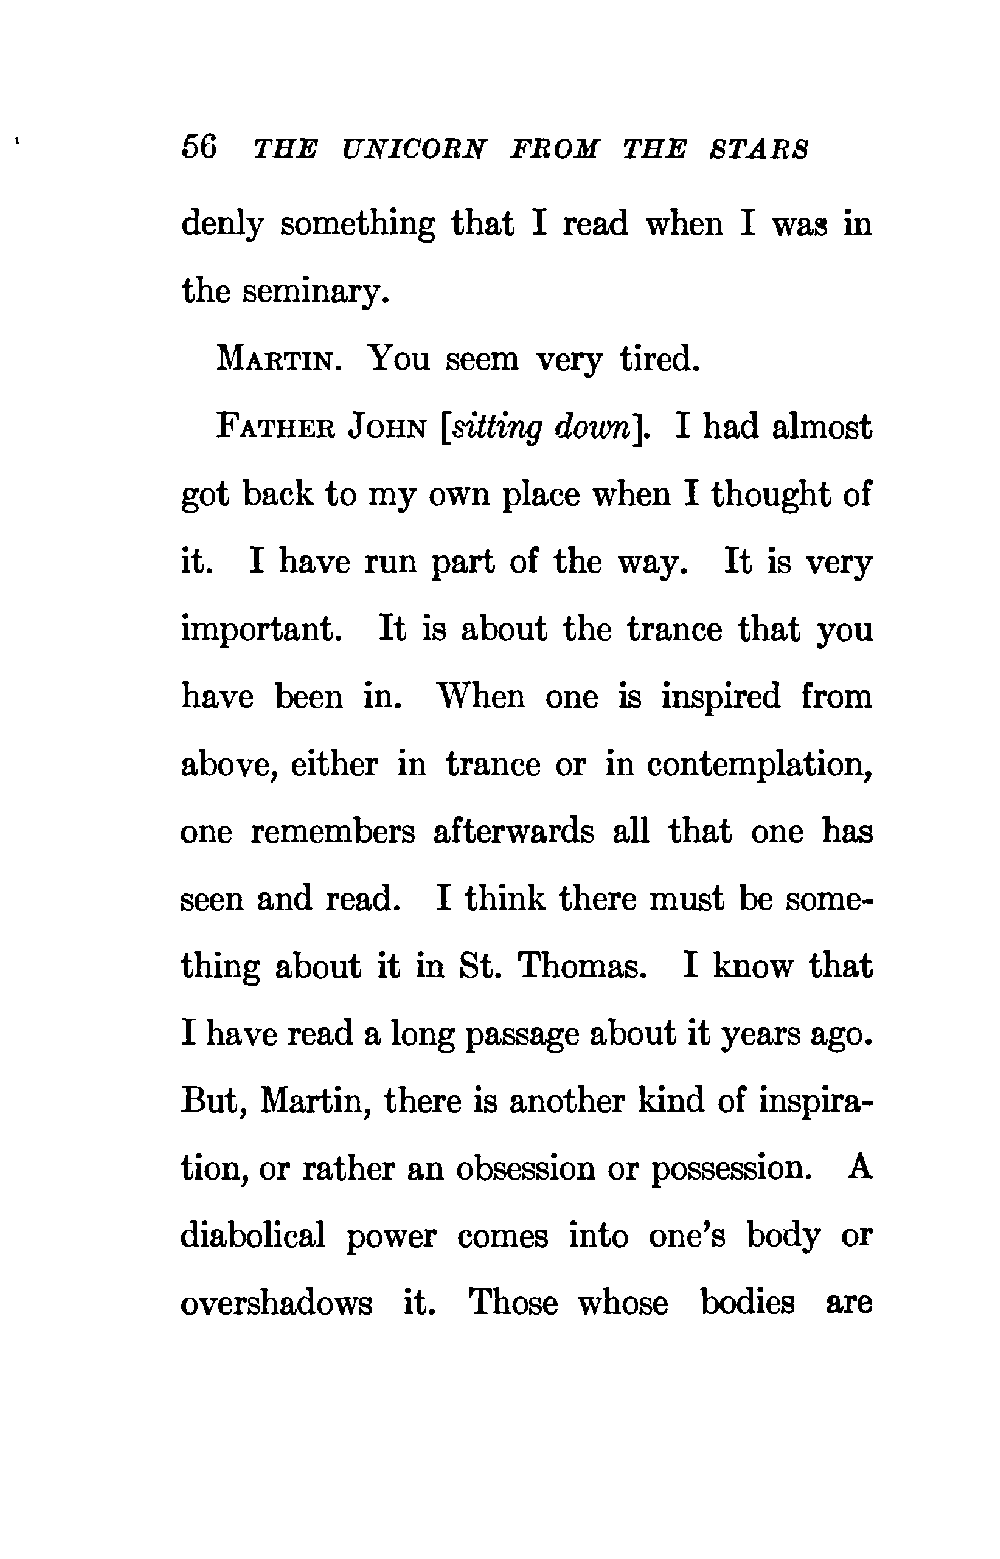 56 THE UNICORN FROM THE STARS
denly something that I read when I was in
the seminary.
MARTIN. You seem very tired.
FATHER JOHN [sitting down]. I had almost
got back to my own place when I thought of
it. I have run part of the way. It is very
important. It is about the trance that you
have been in. When one is inspired from
above, either in trance or in contemplation,
one remembers afterwards all that one has
seen and read. I think there must be some-
thing about it in St. Thomas. I know that
I have read a long passage about it years ago.
But, Martin, there is another kind of inspira-
tion, or rather an obsession or possession. A
diabolical power comes into one's body or
overshadows it. Those whose bodies are